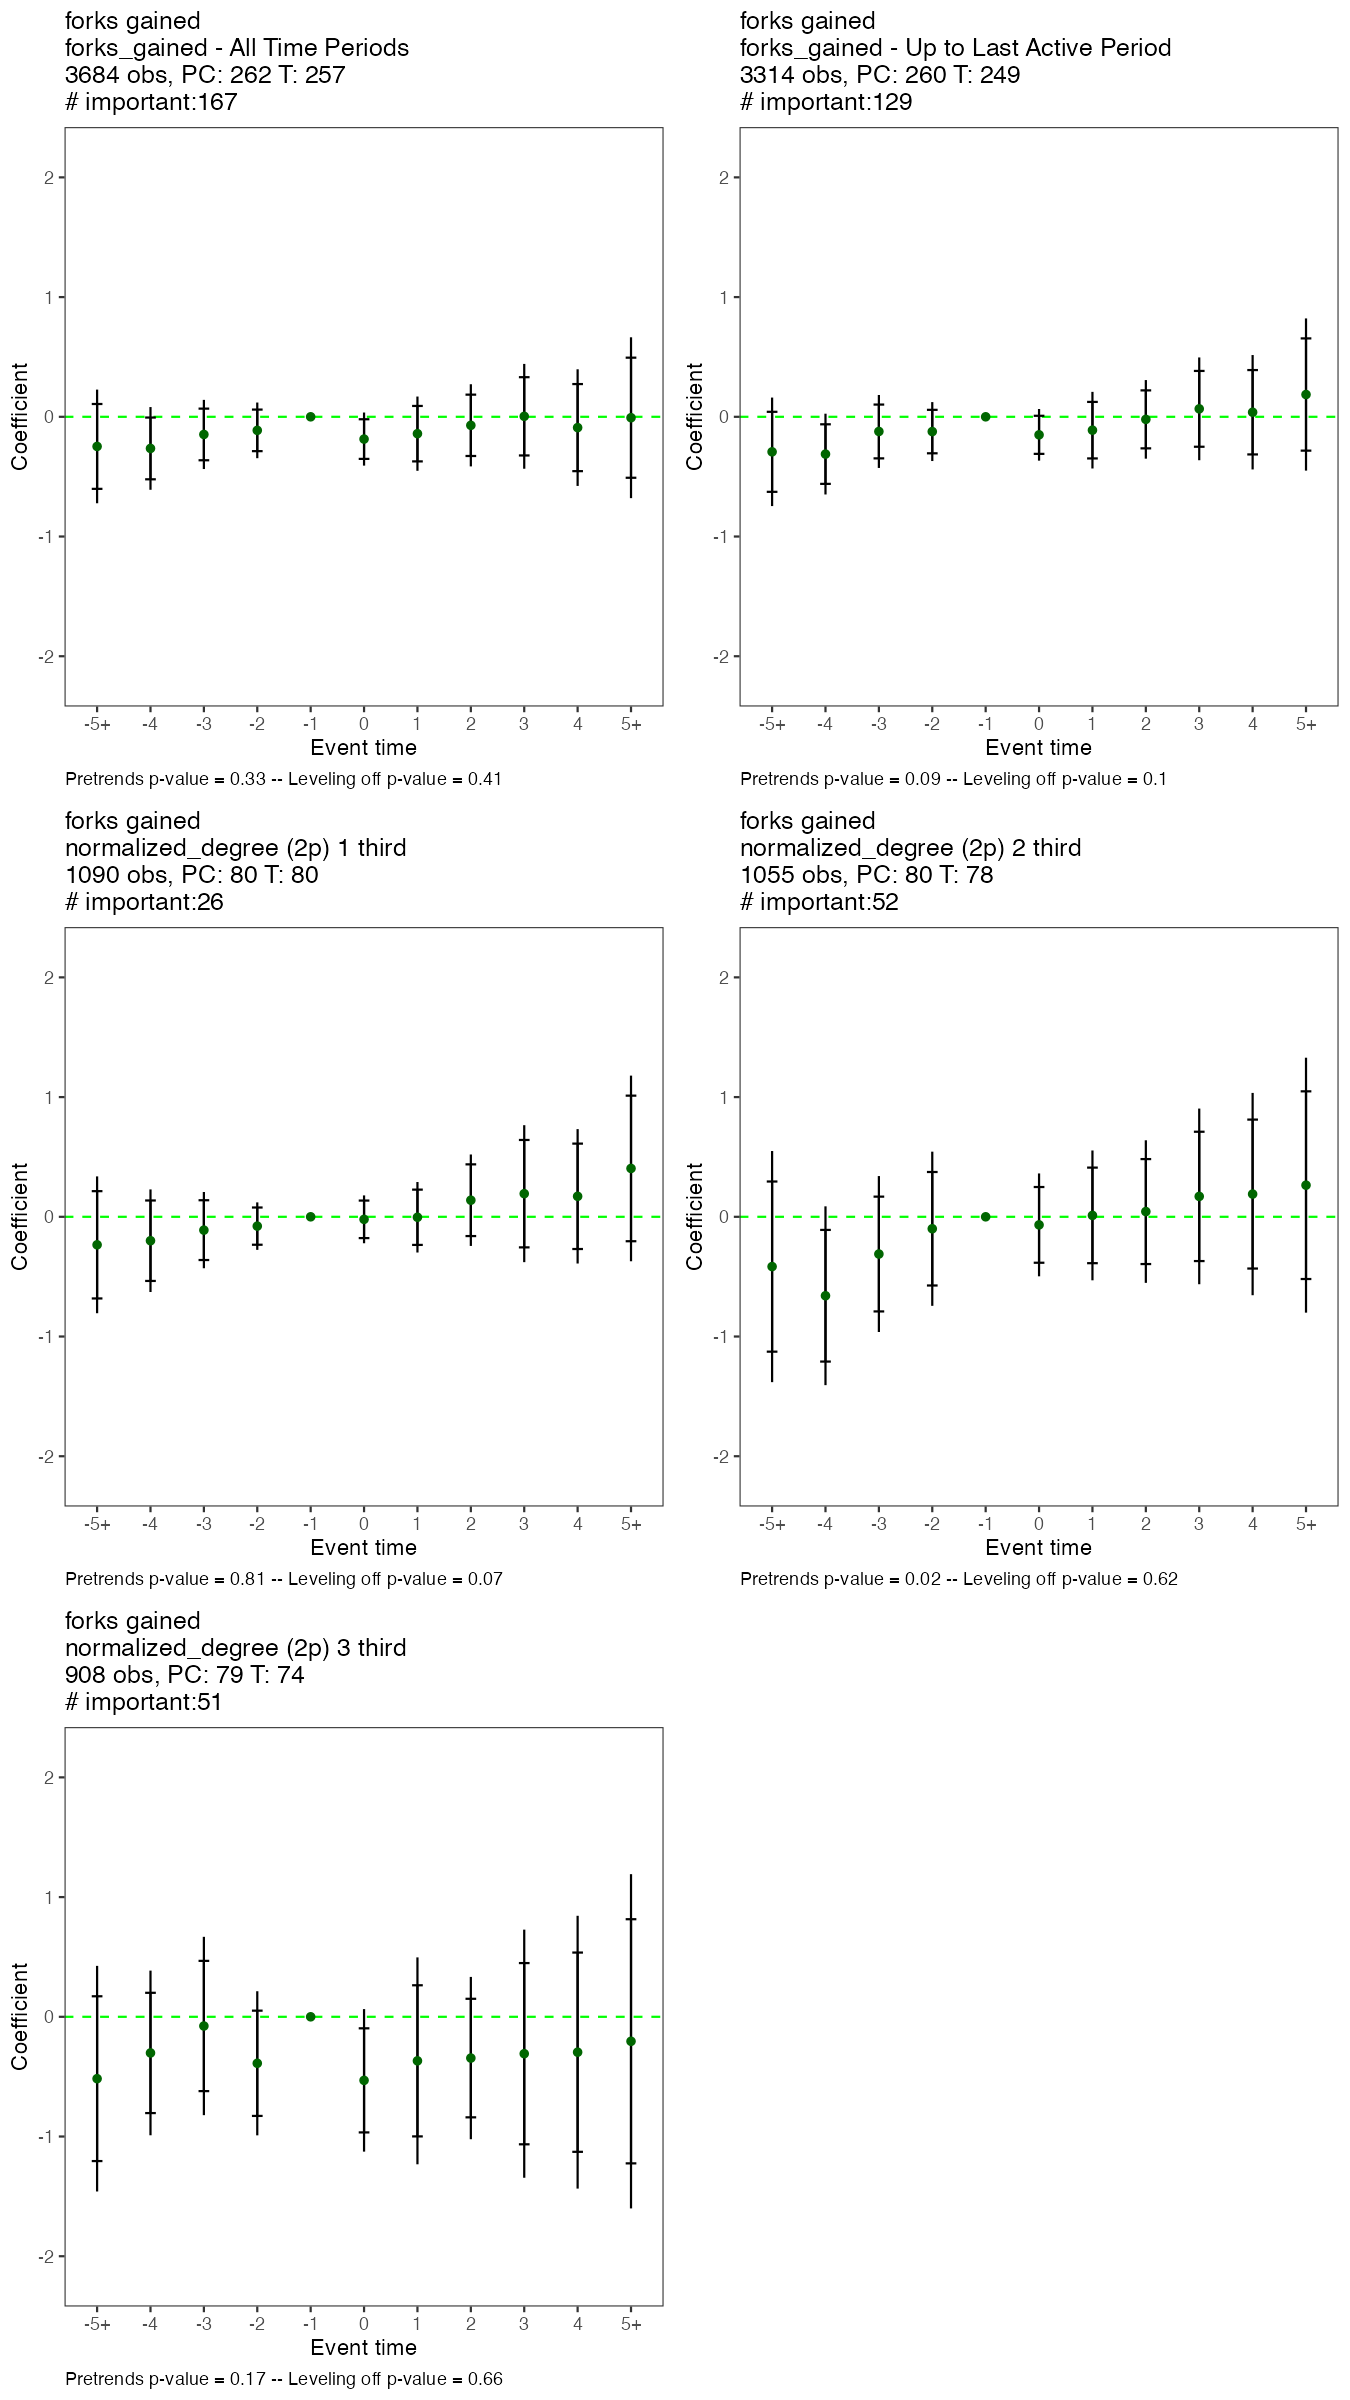 forks gained
forks_gained - All Time Periods
3684 obs, PC: 262 T: 257
# important:167
2
1
0
-1
-2
Coefficient
-5+ -4 -3 -2 -1 0 1 2 3 4 5+
Event time
Pretrends p-value = 0.33 -- Leveling off p-value = 0.41
forks gained
forks_gained - Up to Last Active Period
3314 obs, PC: 260 T: 249
# important:129
2
1
0
-1
-2
Coefficient
-5+ -4 -3 -2 -1 0 1 2 3 4 5+
Event time
Pretrends p-value = 0.09 -- Leveling off p-value = 0.1
forks gained
normalized_degree (2p) 1 third
1090 obs, PC: 80 T: 80
# important:26
2
1
0
-1
-2
Coefficient
-5+ -4 -3 -2 -1 0 1 2 3 4 5+
Event time
Pretrends p-value = 0.81 -- Leveling off p-value = 0.07
forks gained
normalized_degree (2p) 2 third
1055 obs, PC: 80 T: 78
# important:52
2
1
0
-1
-2
Coefficient
-5+ -4 -3 -2 -1 0 1 2 3 4 5+
Event time
Pretrends p-value = 0.02 -- Leveling off p-value = 0.62
forks gained
normalized_degree (2p) 3 third
908 obs, PC: 79 T: 74
# important:51
2
1
0
-1
-2
Coefficient
-5+ -4 -3 -2 -1 0 1 2 3 4 5+
Event time
Pretrends p-value = 0.17 -- Leveling off p-value = 0.66